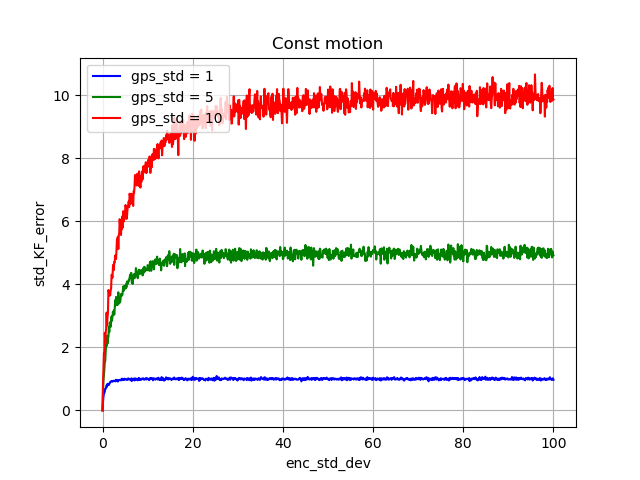 Const motion
gps_std = 1
gps_std = 5
gps_std = 10
std_KF_error
10
8
6
4
2
0
0 20 40 60 80 100
enc_std_dev